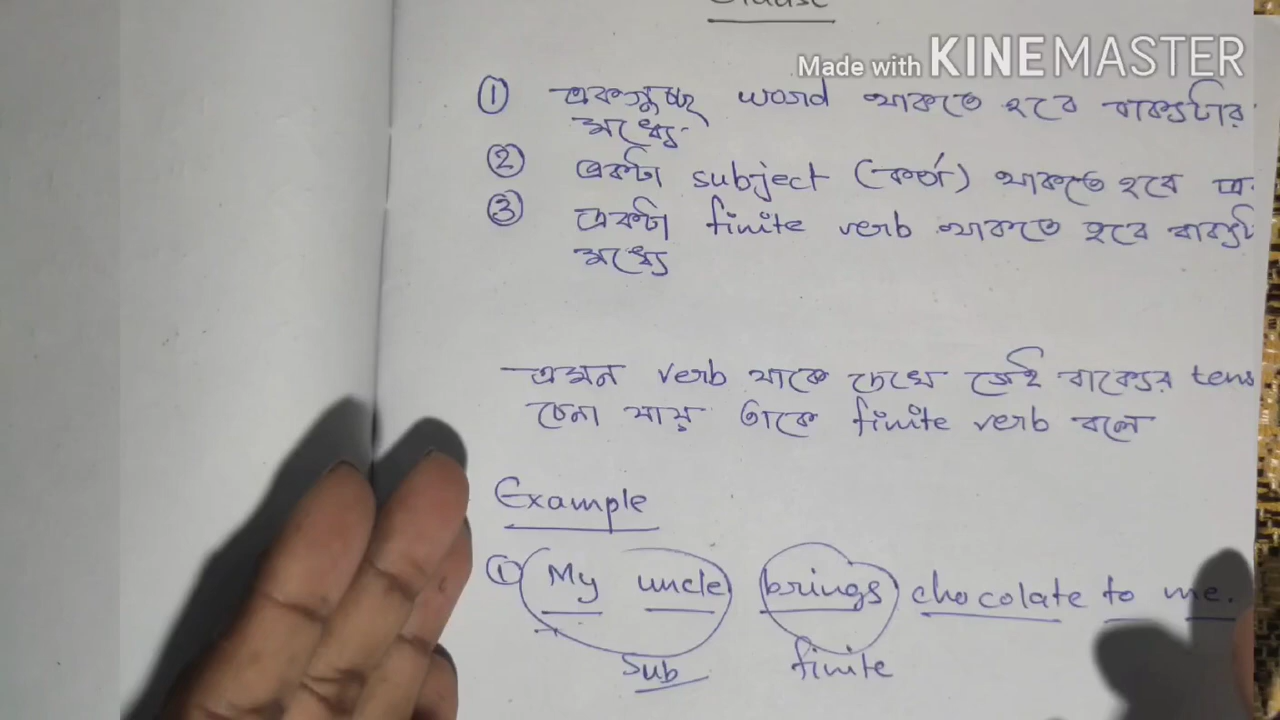 Clause
Made with KINEMASTER
① একগুচ্ছ word থাকতে হবে বাক্যটির
মধ্যে
② একটা subject (কর্তা) থাকতে হবে
③ একটা finite verb থাকতে হবে
মধ্যে
এমন verb যাকে চেখে সেই বাক্যের tens
চেনা যায় তাকে finite verb বলে
Example
① My uncle brings chocolate to me.
Sub finite